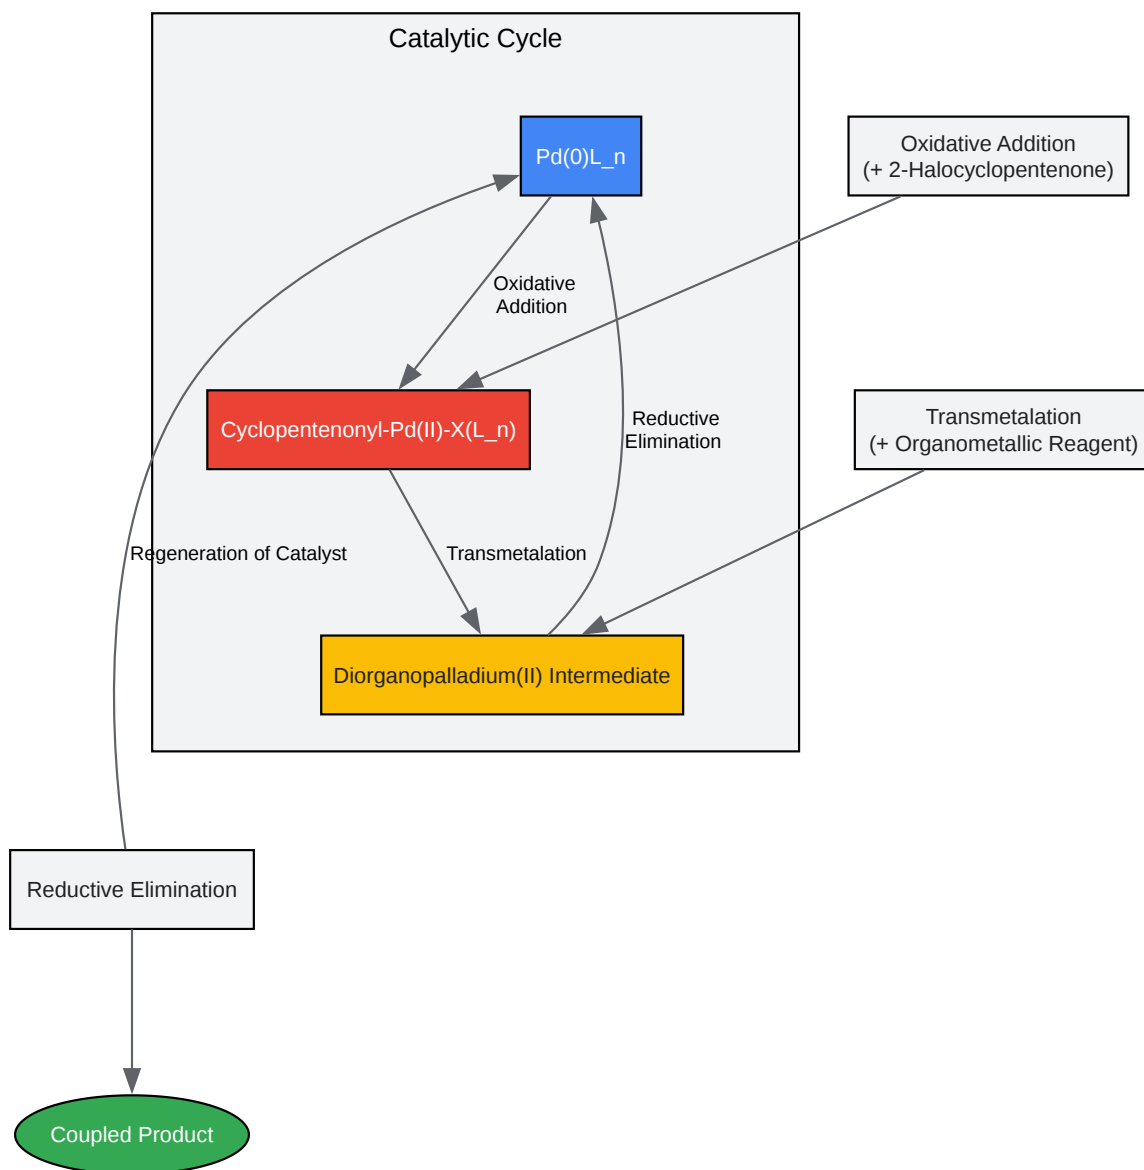 Catalytic Cycle
Pd(0)L_n
Oxidative Addition
(+ 2-Halocyclopentenone)
Oxidative
Addition
Cyclopentenonyl-Pd(II)-X(L_n)
Reductive
Elimination
Transmetalation
(+ Organometallic Reagent)
Regeneration of Catalyst
Transmetalation
Diorganopalladium(II) Intermediate
Reductive Elimination
Coupled Product